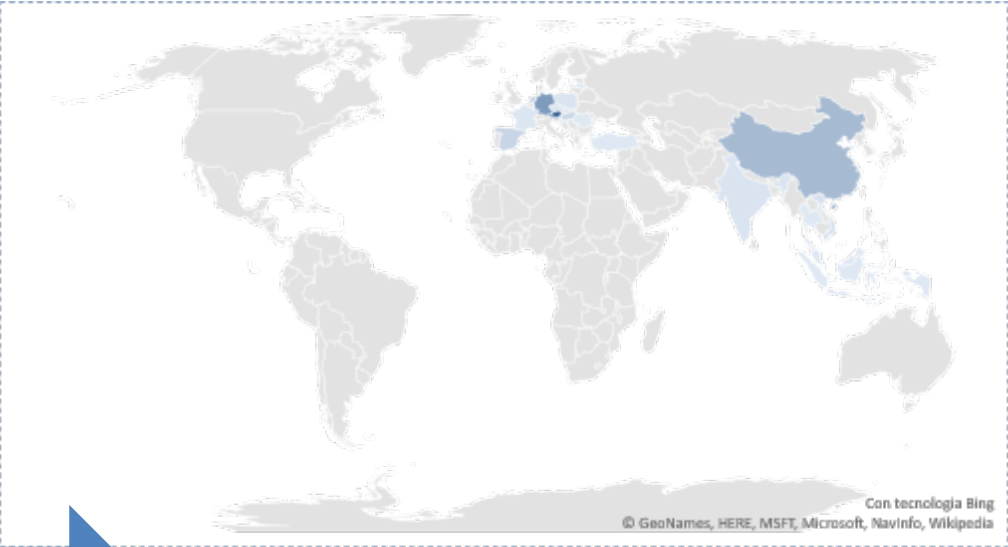 Con tecnologia Bing
© GeoNames, HERE, MSFT, Microsoft, NavInfo, Wikipedia